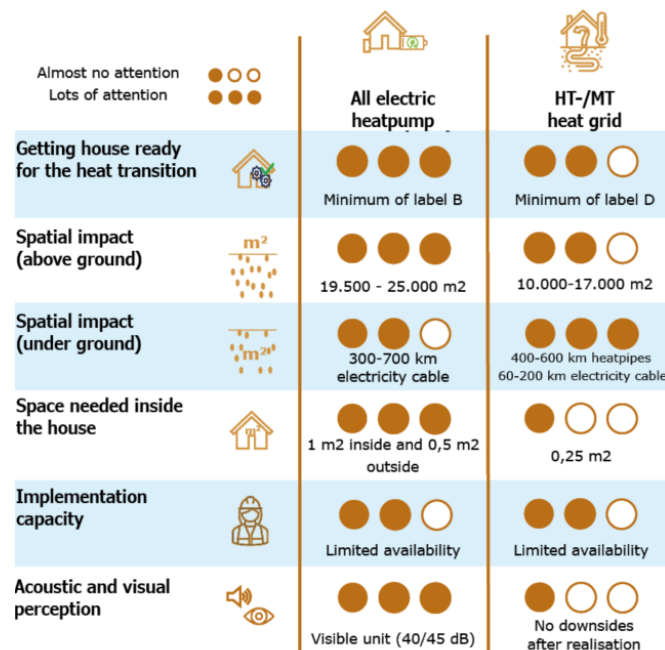 Almost no attention
Lots of attention
All electric
heatpump
HT-/MT
heat grid
Getting house ready
for the heat transition
Minimum of label B
Minimum of label D
Spatial impact
(above ground)
m²
19.500 - 25.000 m2
10.000-17.000 m2
Spatial impact
(under ground)
m²
300-700 km
electricity cable
400-600 km heatpipes
60-200 km electricity cable
Space needed inside
the house
m²
1 m2 inside and 0,5 m2
outside
0,25 m2
Implementation
capacity
Limited availability
Limited availability
Acoustic and visual
perception
Visible unit (40/45 dB)
No downsides
after realisation